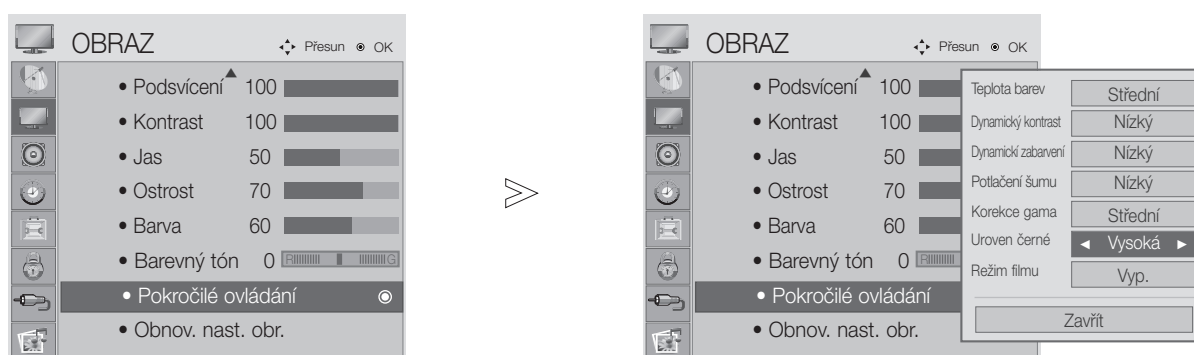 OBRAZ Přesun OK
• Podsvícení 100
• Kontrast 100
• Jas 50
• Ostrost 70
• Barva 60
• Barevný tón 0 R G
• Pokročilé ovládání
• Obnov. nast. obr.
OBRAZ Přesun OK
• Podsvícení 100
• Kontrast 100
• Jas 50
• Ostrost 70
• Barva 60
• Barevný tón 0 R
• Pokročilé ovládání
• Obnov. nast. obr.
Teplota barev Střední
Dynamický kontrast Nízký
Dynamickí zabarvení Nízký
Potlačení šumu Nízký
Korekce gama Střední
Uroven černé ◄ Vysoká ►
Režim filmu Vyp.
Zavřít